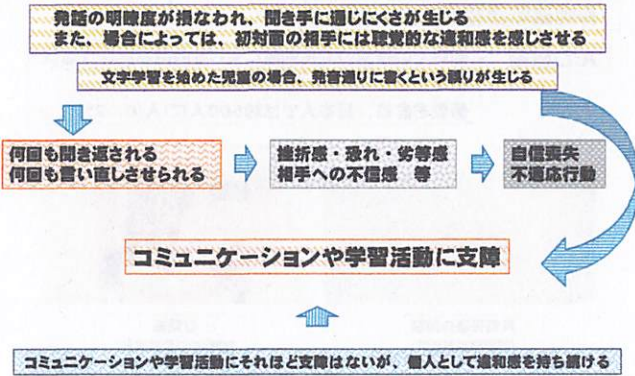 発話の明瞭度が損なわれ、聞き手に通じにくさが生じる
また、場合によっては、初対面の相手には聴覚的な違和感を感じさせる
文字学習を始めた児童の場合、発音通りに書くという誤りが生じる
何回も聞き返される
何回も言い直しさせられる
挫折感・恐れ・劣等感
相手への不信感　等
自信喪失
不適応行動
コミュニケーションや学習活動に支障
コミュニケーションや学習活動にそれほど支障はないが、個人として違和感を持ち続ける